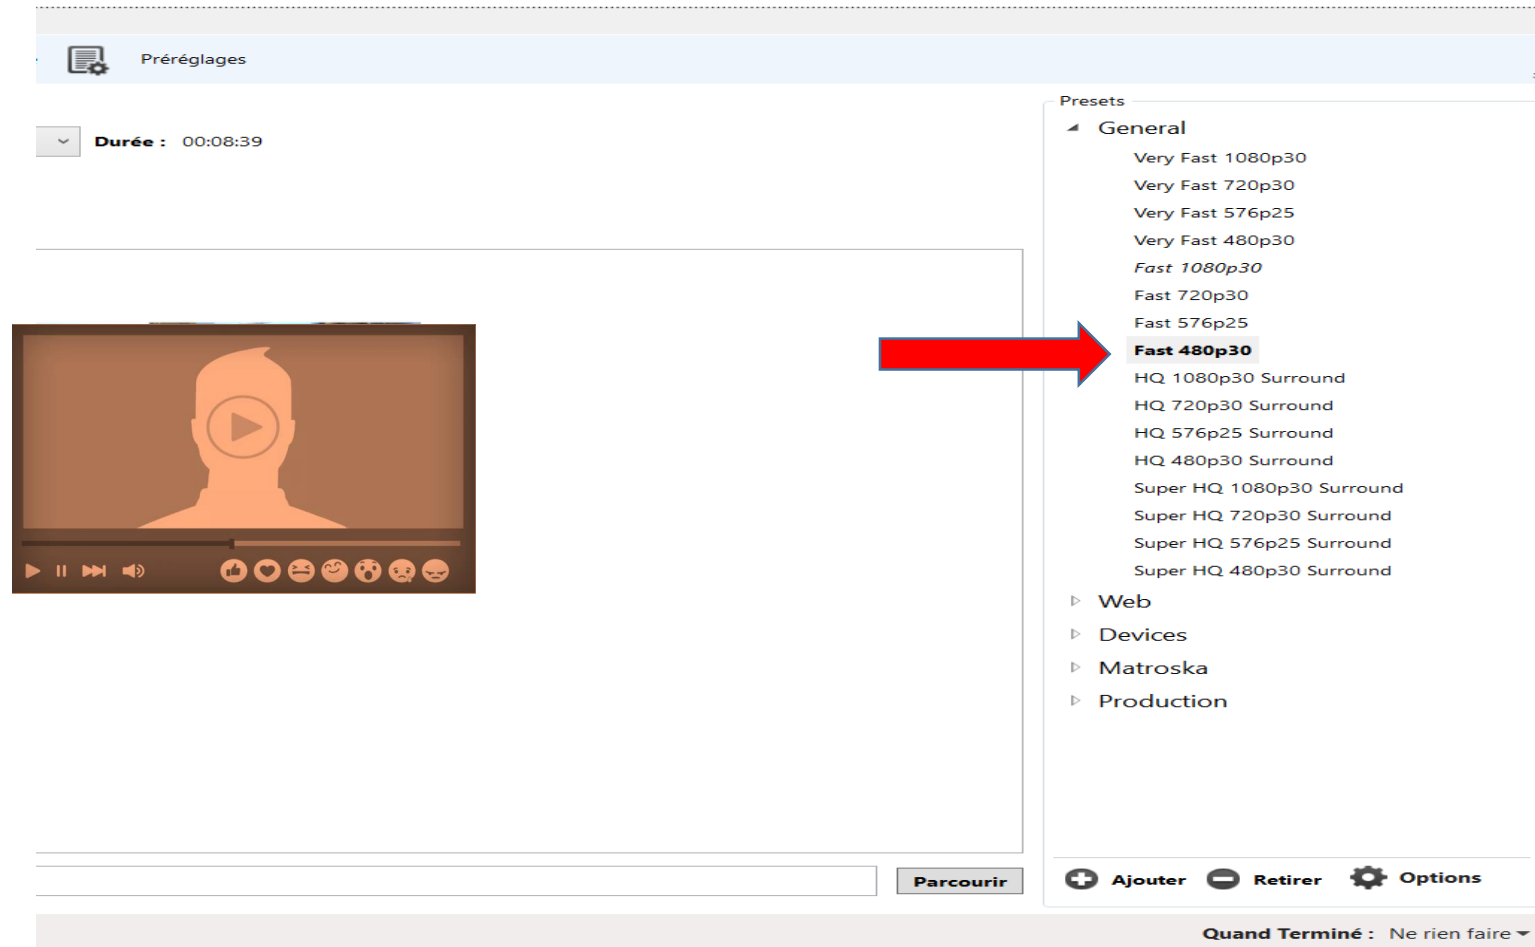 Préréglages
Durée : 00:08:39
Presets
General
Very Fast 1080p30
Very Fast 720p30
Very Fast 576p25
Very Fast 480p30
Fast 1080p30
Fast 720p30
Fast 576p25
Fast 480p30
HQ 1080p30 Surround
HQ 720p30 Surround
HQ 576p25 Surround
HQ 480p30 Surround
Super HQ 1080p30 Surround
Super HQ 720p30 Surround
Super HQ 576p25 Surround
Super HQ 480p30 Surround
Web
Devices
Matroska
Production
Parcourir
Ajouter Retirer Options
Quand Terminé : Ne rien faire